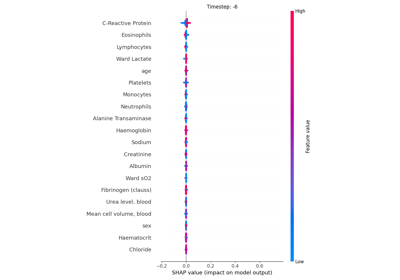 Timestep: -6
High
C-Reactive Protein
Eosinophils
Lymphocytes
Ward Lactate
age
Platelets
Monocytes
Neutrophils
Alanine Transaminase
Haemoglobin
Sodium
Creatinine
Albumin
Ward sO2
Fibrinogen (clauss)
Urea level, blood
Mean cell volume, blood
sex
Haematocrit
Chloride
Feature value
Low
-0.2 0.0 0.2 0.4 0.6
SHAP value (impact on model output)